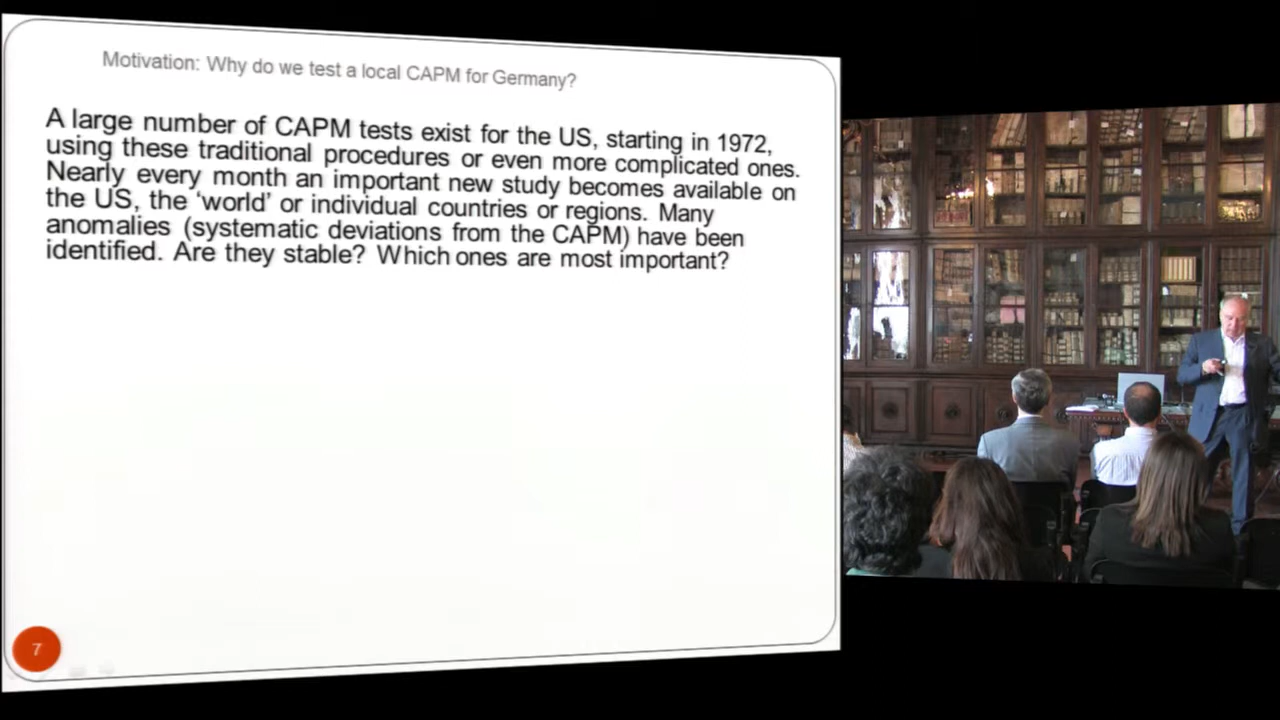 Motivation: Why do we test a local CAPM for Germany?
A large number of CAPM tests exist for the US, starting in 1972,
using these traditional procedures or even more complicated ones.
Nearly every month an important new study becomes available on
the US, the ‘world’ or individual countries or regions. Many
anomalies (systematic deviations from the CAPM) have been
identified. Are they stable? Which ones are most important?
7